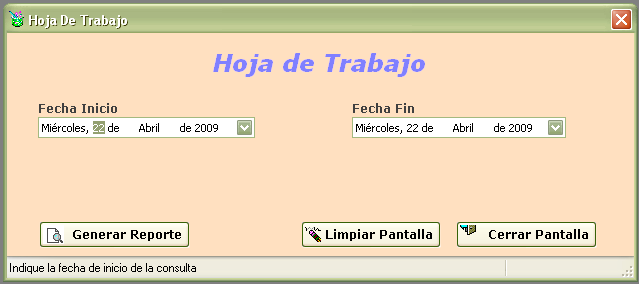 Hoja De Trabajo
Hoja de Trabajo
Fecha Inicio Fecha Fin
Miércoles, 22 de Abril de 2009 Miércoles, 22 de Abril de 2009
Generar Reporte Limpiar Pantalla Cerrar Pantalla
Indique la fecha de inicio de la consulta